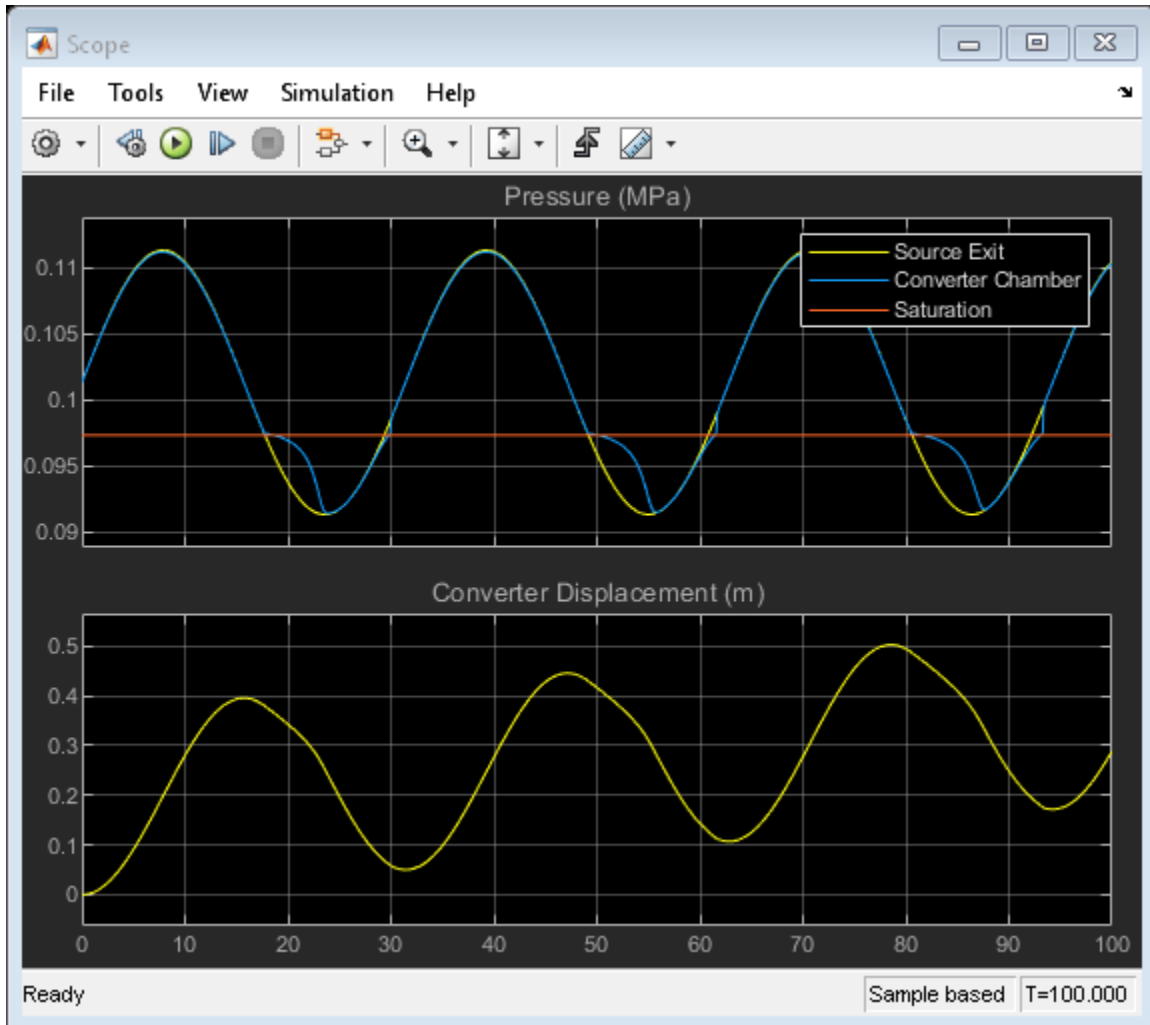 Scope
File Tools View Simulation Help
Pressure (MPa)
Source Exit
Converter Chamber
Saturation
0.11
0.105
0.1
0.095
0.09
Converter Displacement (m)
0.5
0.4
0.3
0.2
0.1
0
0 10 20 30 40 50 60 70 80 90 100
Ready Sample based T=100.000